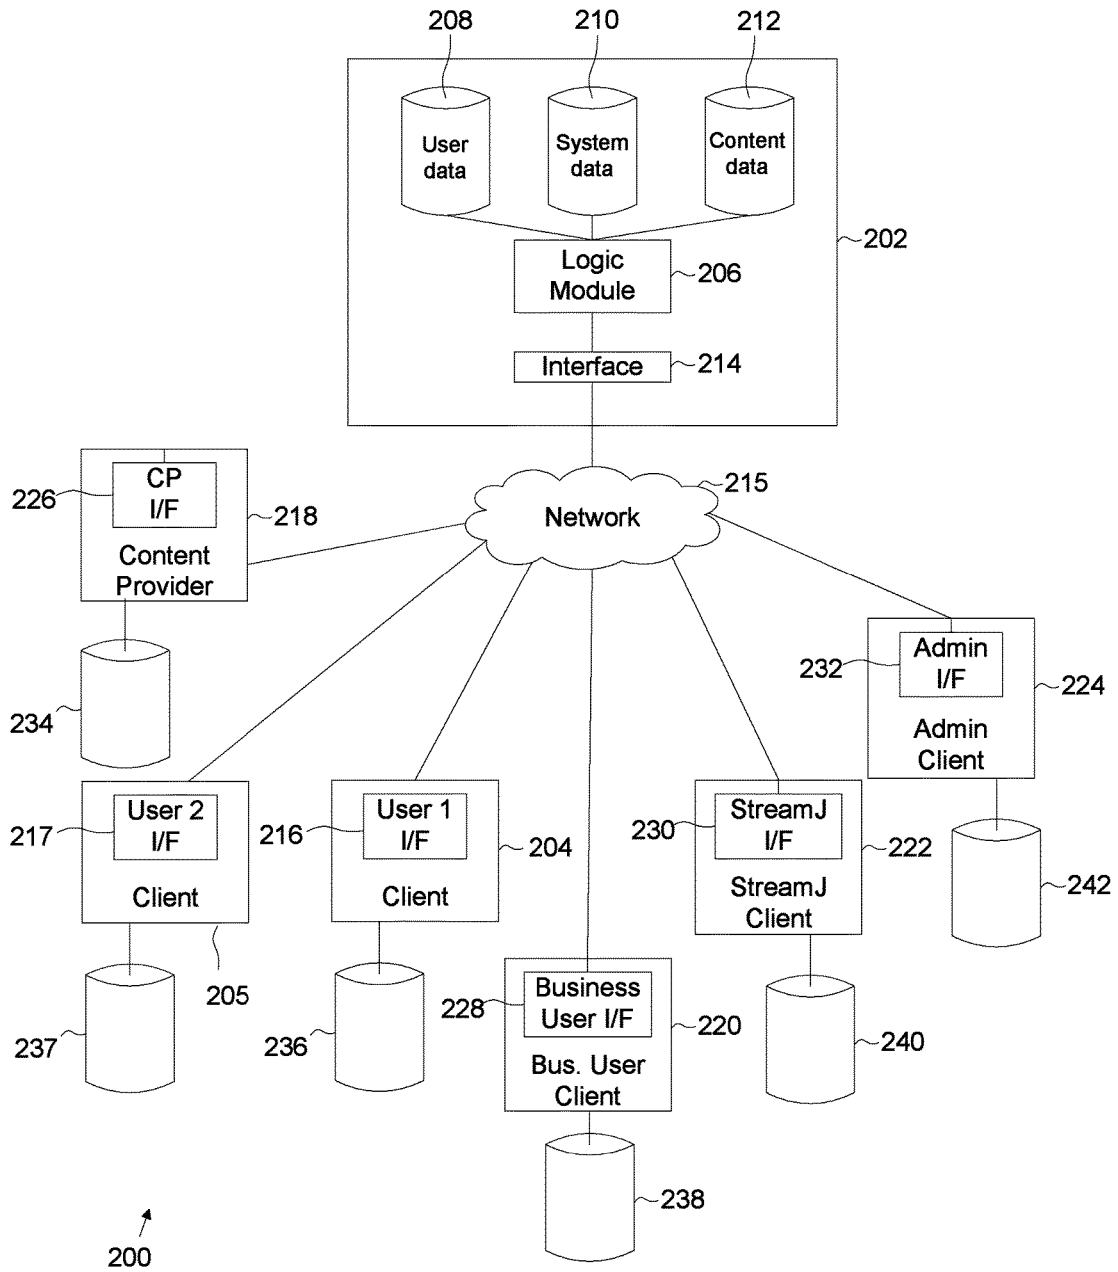 208
210
212
User
data
System
data
Content
data
202
Logic
Module
206
Interface
214
CP
I/F
226
218
Content
Provider
215
Network
234
Admin
I/F
232
224
Admin
Client
User 2
I/F
217
Client
205
User 1
I/F
216
204
Client
StreamJ
I/F
230
222
StreamJ
Client
242
237
236
Business
User I/F
228
220
Bus. User
Client
240
238
200